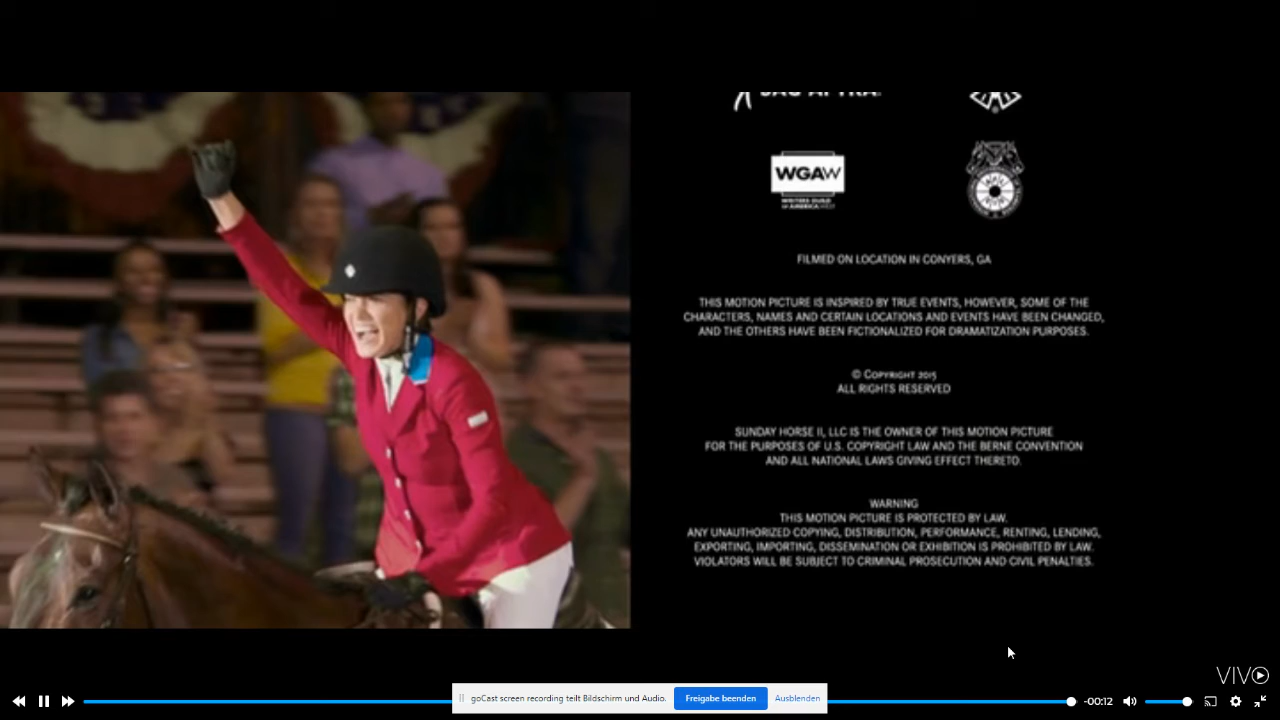 WGAW
WRITERS GUILD
OF AMERICA, WEST
FILMED ON LOCATION IN CONYERS, GA
THIS MOTION PICTURE IS INSPIRED BY TRUE EVENTS, HOWEVER, SOME OF THE
CHARACTERS, NAMES AND CERTAIN LOCATIONS AND EVENTS HAVE BEEN CHANGED,
AND THE OTHERS HAVE BEEN FICTIONALIZED FOR DRAMATIZATION PURPOSES.
© COPYRIGHT 2015
ALL RIGHTS RESERVED
SUNDAY HORSE II, LLC IS THE OWNER OF THIS MOTION PICTURE
FOR THE PURPOSES OF U.S. COPYRIGHT LAW AND THE BERNE CONVENTION
AND ALL NATIONAL LAWS GIVING EFFECT THERETO.
WARNING
THIS MOTION PICTURE IS PROTECTED BY LAW.
ANY UNAUTHORIZED COPYING, DISTRIBUTION, PERFORMANCE, RENTING, LENDING,
EXPORTING, IMPORTING, DISSEMINATION OR EXHIBITION IS PROHIBITED BY LAW.
VIOLATORS WILL BE SUBJECT TO CRIMINAL PROSECUTION AND CIVIL PENALTIES.
VIVO
goCast screen recording teilt Bildschirm und Audio. Freigabe beenden Ausblenden
-00:12